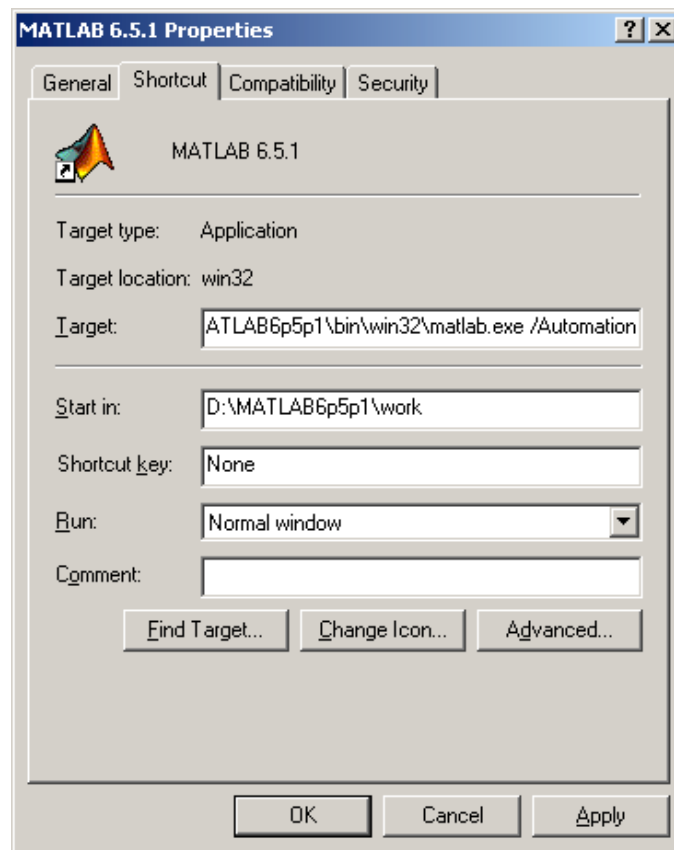 MATLAB 6.5.1 Properties
General Shortcut Compatibility Security
MATLAB 6.5.1
Target type: Application
Target location: win32
Target: ATLAB6p5p1\bin\win32\matlab.exe /Automation
Start in: D:\MATLAB6p5p1\work
Shortcut key: None
Run: Normal window
Comment:
Find Target... Change Icon... Advanced...
OK Cancel Apply